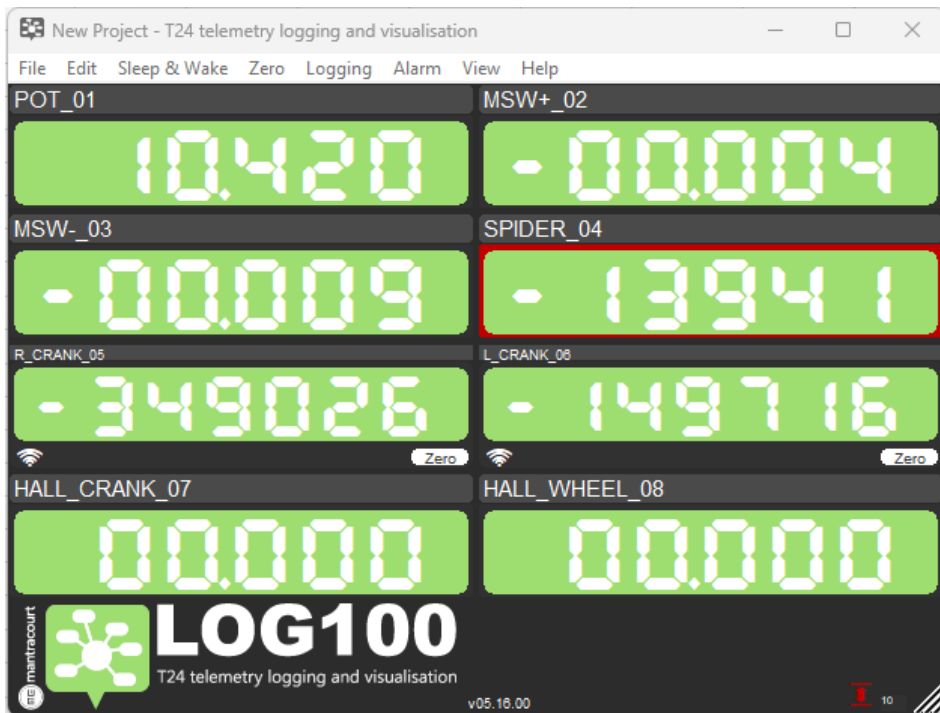 New Project - T24 telemetry logging and visualisation
File Edit Sleep & Wake Zero Logging Alarm View Help
POT_01
10.420
MSW+_02
-00.004
MSW-_03
-00.009
SPIDER_04
-13941
R_CRANK_05
-349026
Zero
L_CRANK_06
-149716
Zero
HALL_CRANK_07
00.000
HALL_WHEEL_08
00.000
mantracourt
LOG100
T24 telemetry logging and visualisation
v05.16.00
10